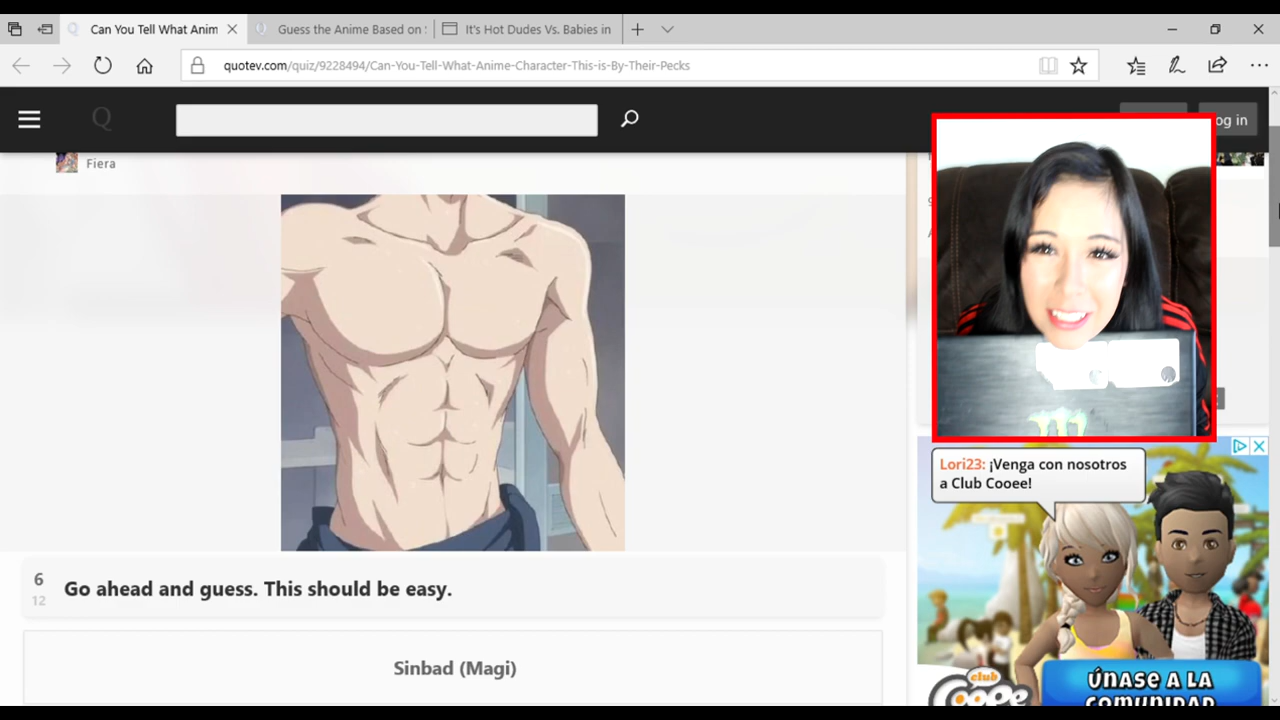 Can You Tell What Anim
Guess the Anime Based on
It's Hot Dudes Vs. Babies in
quotev.com/quiz/9228494/Can-You-Tell-What-Anime-Character-This-is-By-Their-Pecks
Q
og in
Fiera
Lori23: ¡Venga con nosotros
a Club Cooee!
6
12
Go ahead and guess. This should be easy.
Sinbad (Magi)
club
Cooee
ÚNASE A LA
COMUNIDAD